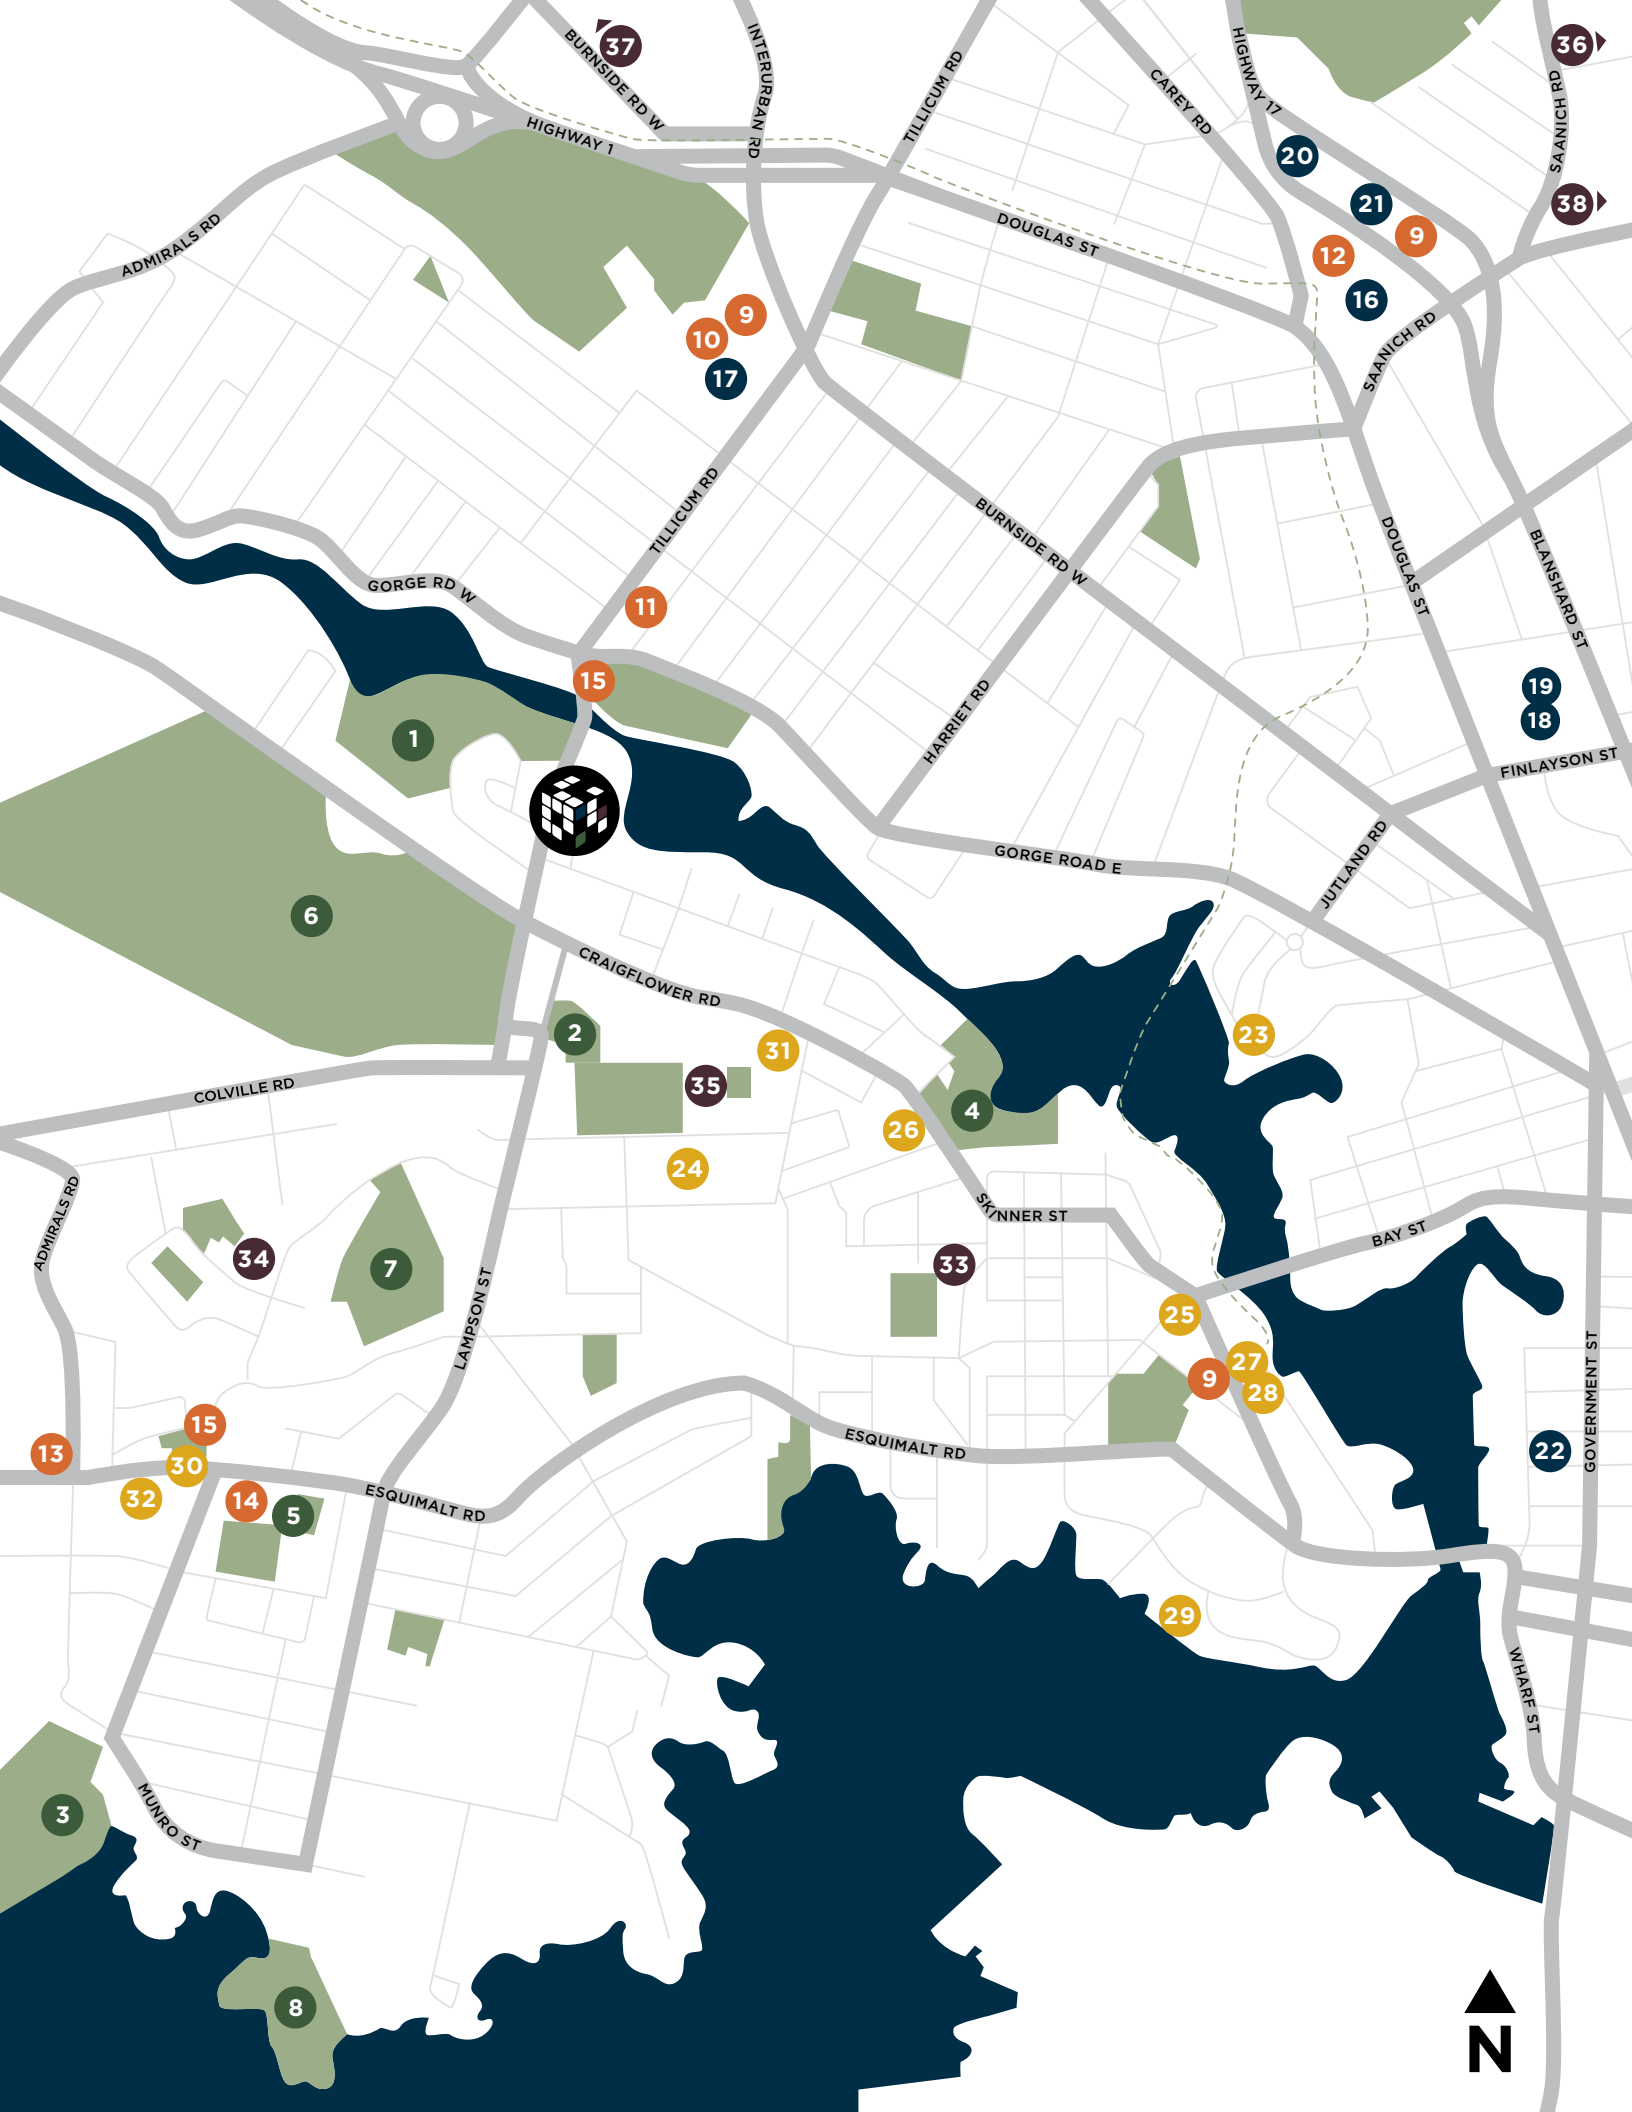 37
36
BURNSIDE RD W
INTERURBAN RD
TILLICUM RD
CAREY RD
HIGHWAY 17
SAANICH RD
HIGHWAY 1
20
21
38
9
12
16
ADMIRALS RD
DOUGLAS ST
SAANICH RD
9
10
17
TILLICUM RD
BURNSIDE RD W
DOUGLAS ST
BLANSHARD ST
GORGE RD W
11
15
19
18
HARRIET RD
FINLAYSON ST
1
GORGE ROAD E
JUTLAND RD
6
CRAIGFLOWER RD
2
31
23
COLVILLE RD
35
4
26
24
ADMIRALS RD
SKINNER ST
BAY ST
34
7
33
LAMPSON ST
25
27
9
28
GOVERNMENT ST
15
13
30
ESQUIMALT RD
22
32
14
5
ESQUIMALT RD
29
WHARF ST
3
MUNRO ST
8
N